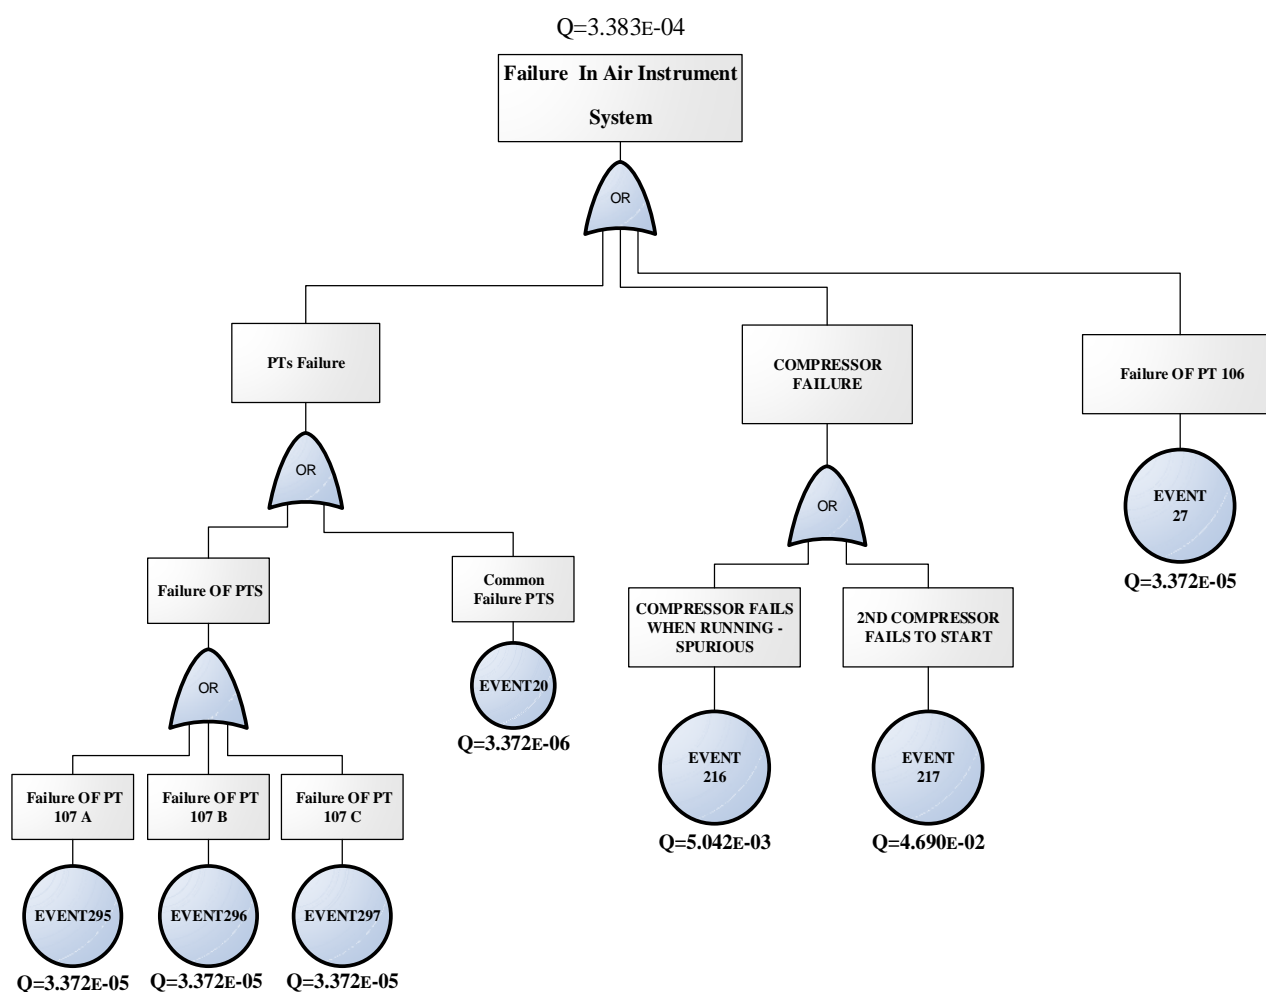 Q=3.383E-04
Failure In Air Instrument
System
OR
PTs Failure
COMPRESSOR
FAILURE
Failure OF PT 106
OR
OR
EVENT
27
Q=3.372E-05
Failure OF PTS
Common
Failure PTS
COMPRESSOR FAILS
WHEN RUNNING -
SPURIOUS
2ND COMPRESSOR
FAILS TO START
OR
EVENT20
Q=3.372E-06
EVENT
216
Q=5.042E-03
EVENT
217
Q=4.690E-02
Failure OF PT
107 A
Failure OF PT
107 B
Failure OF PT
107 C
EVENT295
EVENT296
EVENT297
Q=3.372E-05
Q=3.372E-05
Q=3.372E-05